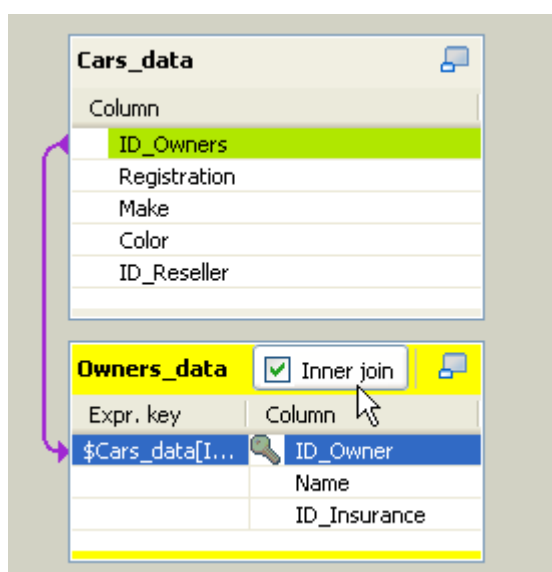 Cars_data
Column
ID_Owners
Registration
Make
Color
ID_Reseller
Owners_data Inner join
Expr. key Column
$Cars_data[I... ID_Owner
Name
ID_Insurance